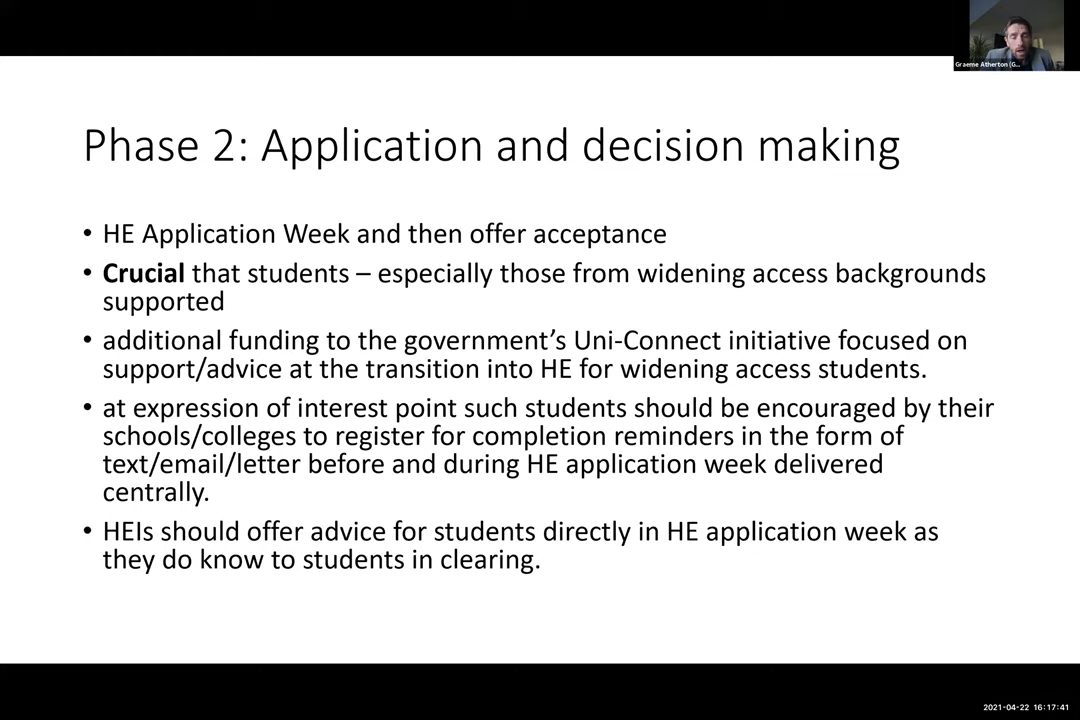 Graeme Atherton (G...
Phase 2: Application and decision making
• HE Application Week and then offer acceptance
• Crucial that students – especially those from widening access backgrounds
supported
• additional funding to the government’s Uni-Connect initiative focused on
support/advice at the transition into HE for widening access students.
• at expression of interest point such students should be encouraged by their
schools/colleges to register for completion reminders in the form of
text/email/letter before and during HE application week delivered
centrally.
• HEIs should offer advice for students directly in HE application week as
they do know to students in clearing.
2021-04-22 16:17:41